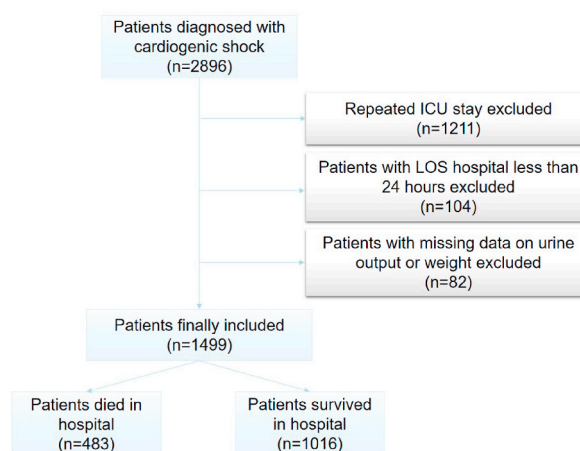 Patients diagnosed with
cardiogenic shock
(n=2896)
Repeated ICU stay excluded
(n=1211)
Patients with LOS hospital less than
24 hours excluded
(n=104)
Patients with missing data on urine
output or weight excluded
(n=82)
Patients finally included
(n=1499)
Patients died in
hospital
(n=483)
Patients survived
in hospital
(n=1016)